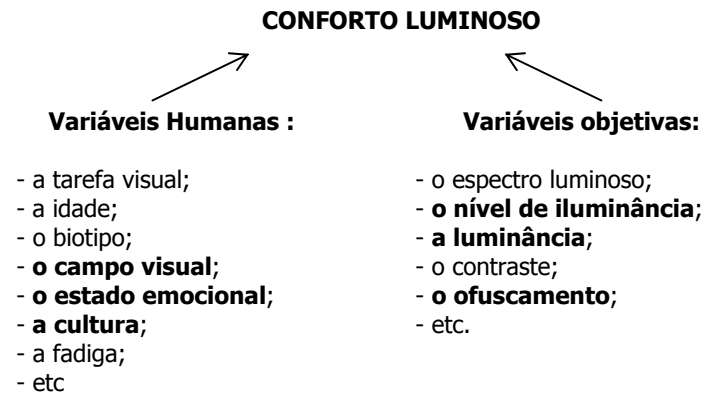 CONFORTO LUMINOSO
Variáveis Humanas :
- a tarefa visual;
- a idade;
- o biotipo;
- o campo visual;
- o estado emocional;
- a cultura;
- a fadiga;
- etc
Variáveis objetivas:
- o espectro luminoso;
- o nível de iluminância;
- a luminância;
- o contraste;
- o ofuscamento;
- etc.